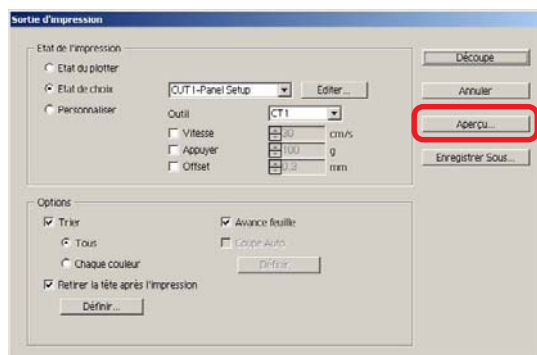 Sortie d'impression
Etat de l'impression
Etat du plotter
Etat de choix
CUT1-Panel Setup
Editer...
Personnaliser
Outil
CT1
Vitesse
30
cm/s
Appuyer
100
g
Offset
0,3
mm
Découpe
Annuler
Aperçu...
Enregistrer Sous...
Options
Trier
Avance feuille
Tous
Coupe Auto
Chaque couleur
Définir...
Retirer la tête après l'impression
Définir...